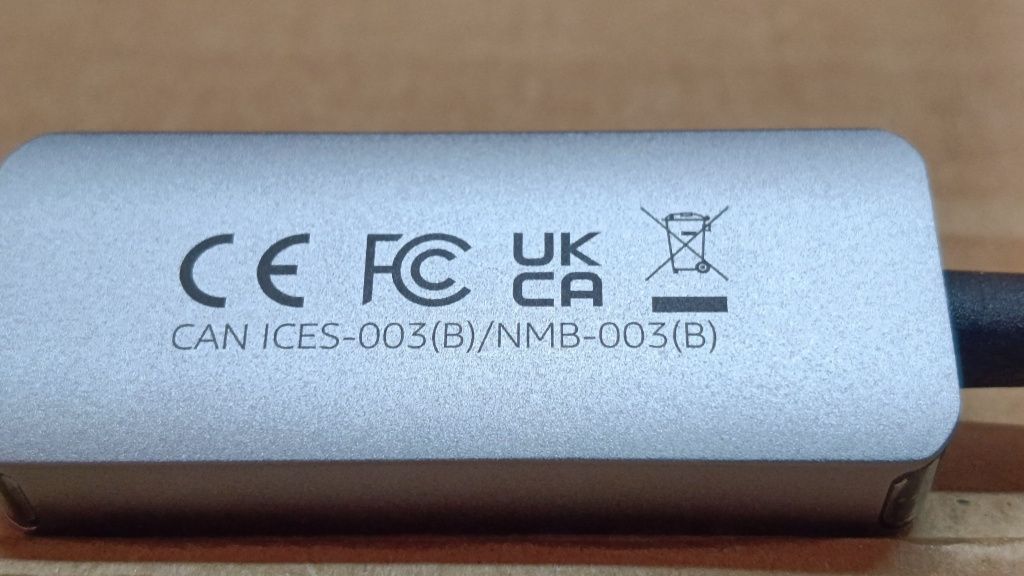 CE FC UK
CA
CAN ICES-003(B)/NMB-003(B)